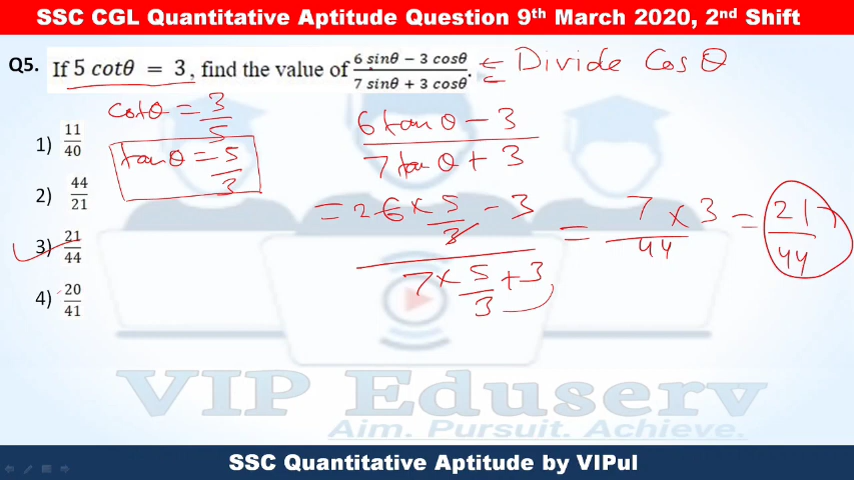 SSC CGL Quantitative Aptitude Question 9th March 2020, 2nd Shift
Q5. If 5 cotθ = 3, find the value of (6 sinθ − 3 cosθ)/(7 sinθ + 3 cosθ). ← Divide Cos θ
cotθ = 3/5
tanθ = 5/3
(6 tan θ − 3)/(7 tan θ + 3)
= (2 6 × 5/3 − 3)/(7 × 5/3 + 3) = (7 × 3)/44 = 21/44
1) 11/40
2) 44/21
3) 21/44
4) 20/41
VIP Eduserv
Aim. Pursuit. Achieve.
SSC Quantitative Aptitude by VIPul